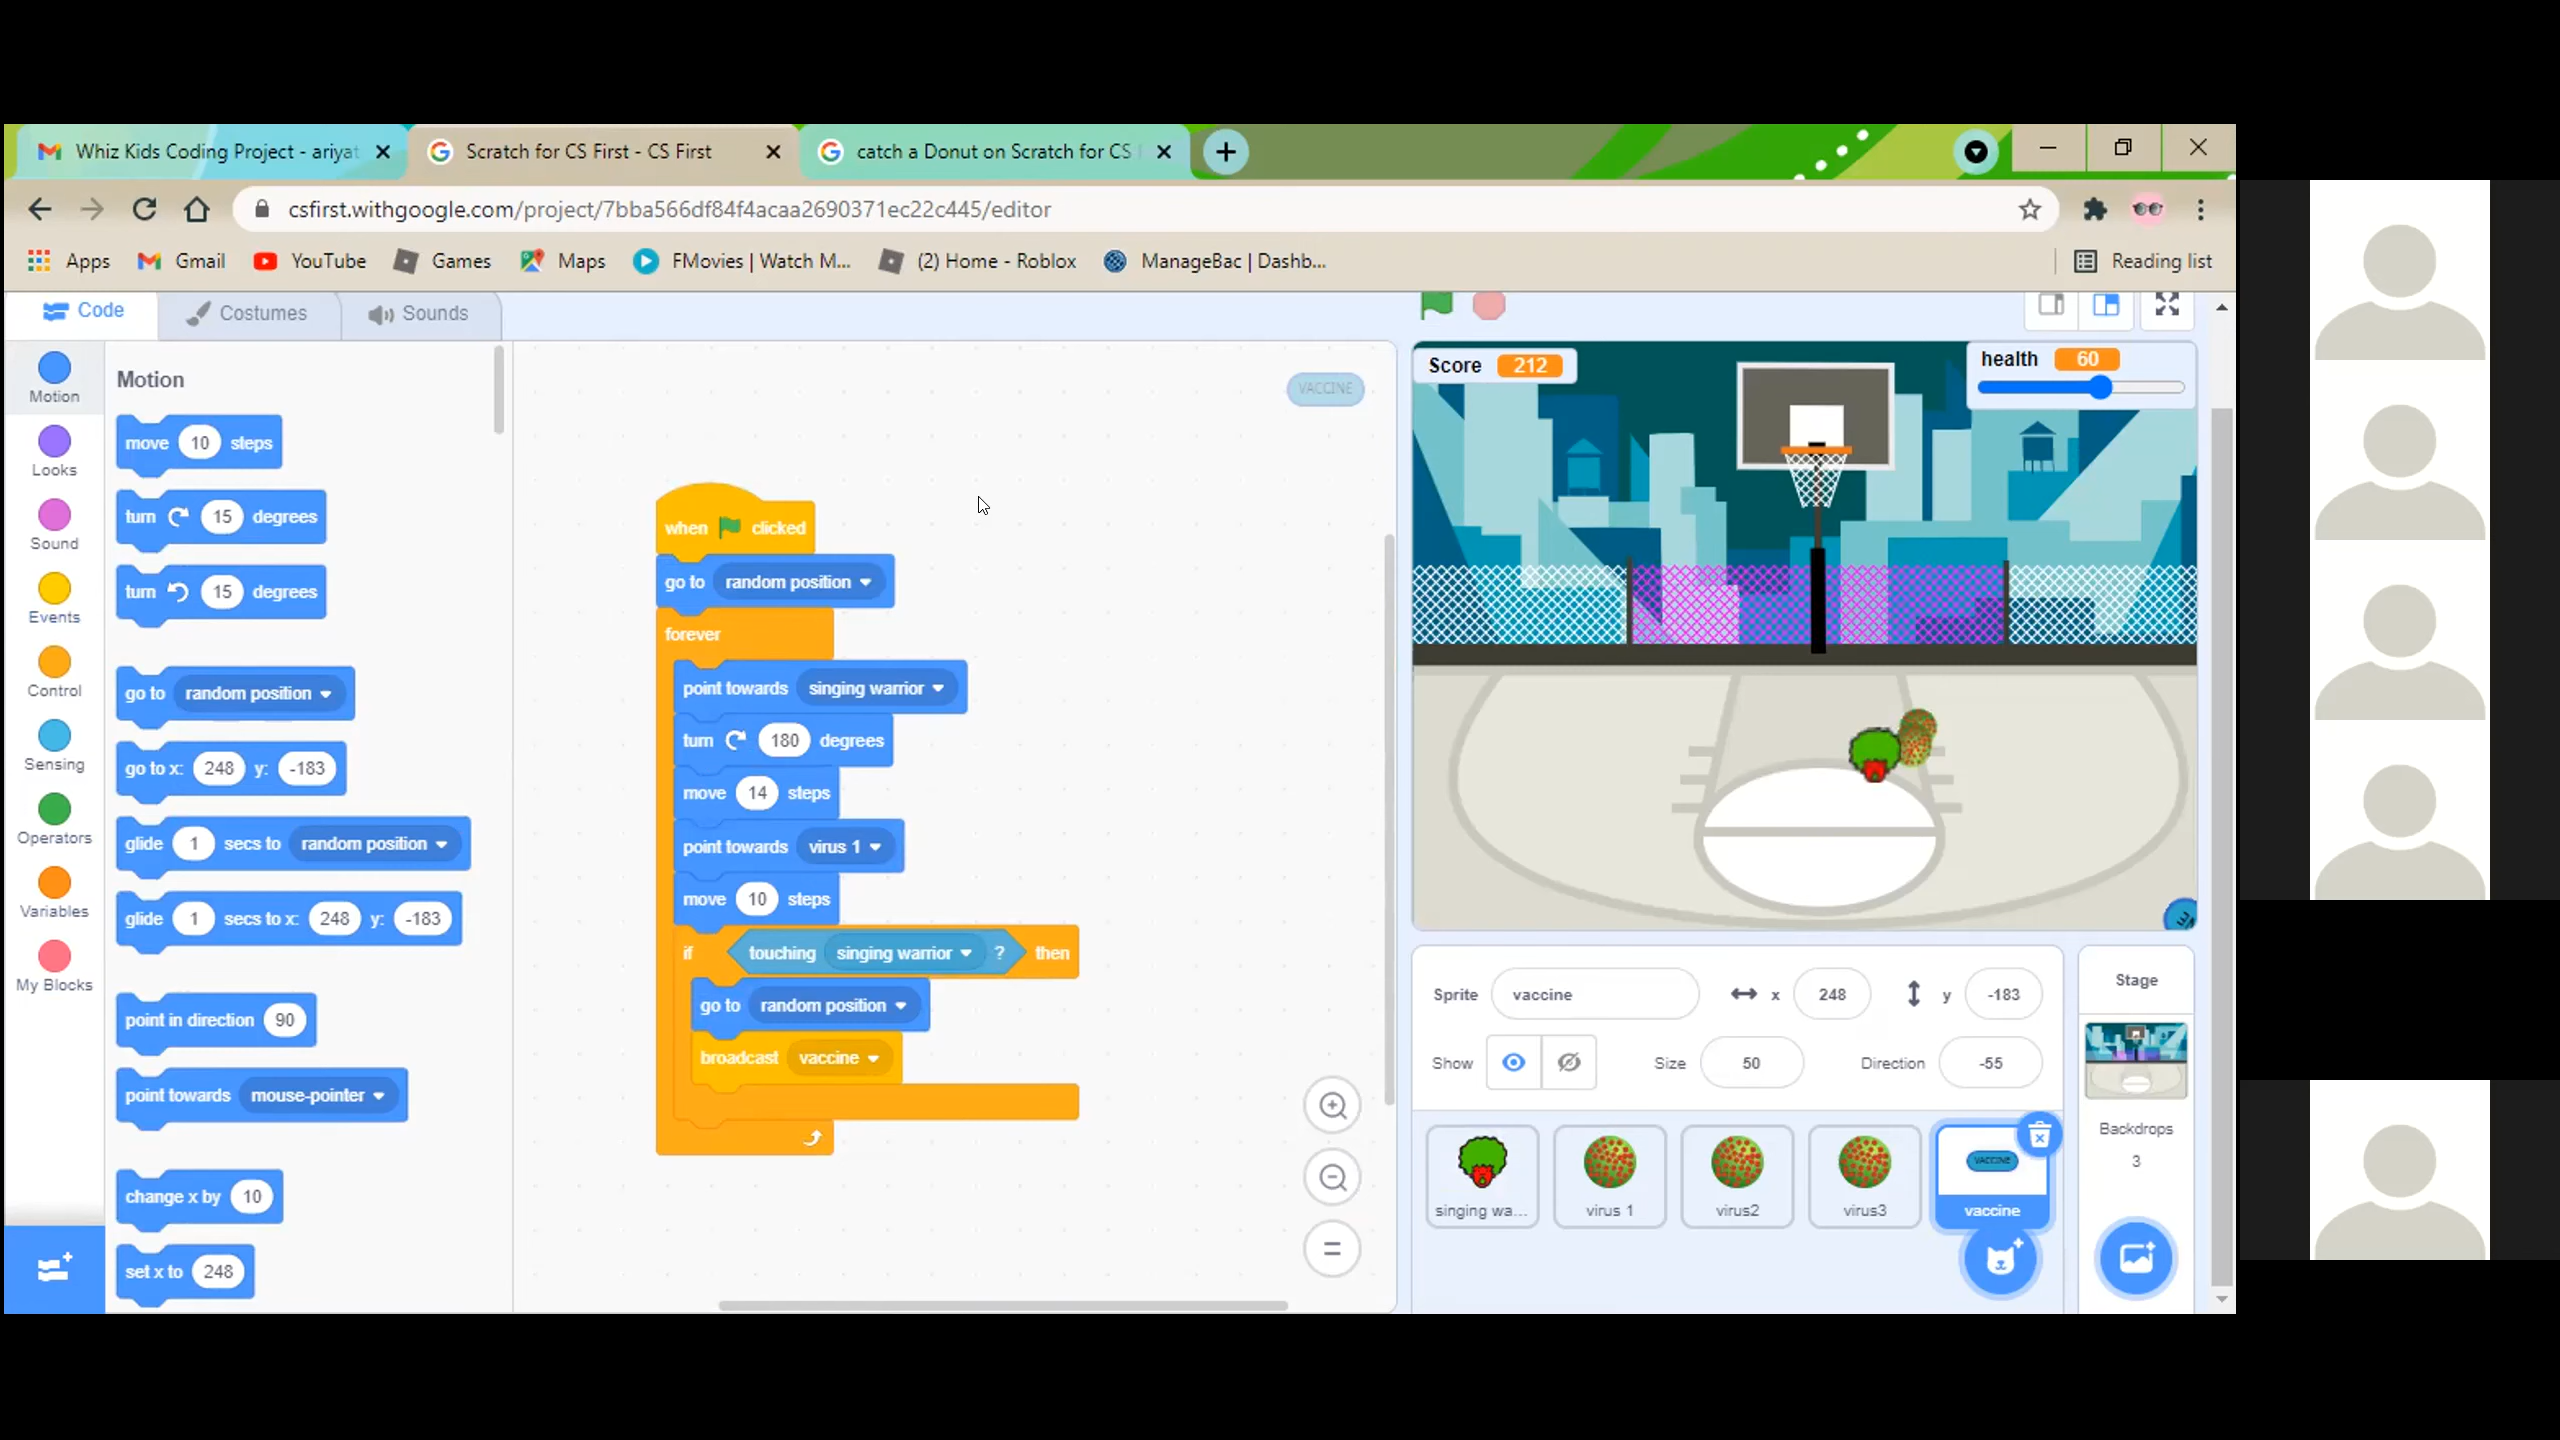 Whiz Kids Coding Project - ariyat
Scratch for CS First - CS First
catch a Donut on Scratch for CS
csfirst.withgoogle.com/project/7bba566df84f4acaa2690371ec22c445/editor
Apps
Gmail
YouTube
Games
Maps
FMovies | Watch M...
(2) Home - Roblox
ManageBac | Dashb...
Reading list
Code
Costumes
Sounds
Motion
Looks
Sound
Events
Control
Sensing
Operators
Variables
My Blocks
Motion
move 10 steps
turn 15 degrees
turn 15 degrees
go to random position
go to x: 248 y: -183
glide 1 secs to random position
glide 1 secs to x: 248 y: -183
point in direction 90
point towards mouse-pointer
change x by 10
set x to 248
VACCINE
when clicked
go to random position
forever
point towards singing warrior
turn 180 degrees
move 14 steps
point towards virus 1
move 10 steps
if touching singing warrior ? then
go to random position
broadcast vaccine
Score 212
health 60
Sprite vaccine x 248 y -183
Show Size 50 Direction -55
singing wa...
virus 1
virus2
virus3
VACCINE
vaccine
Stage
Backdrops
3